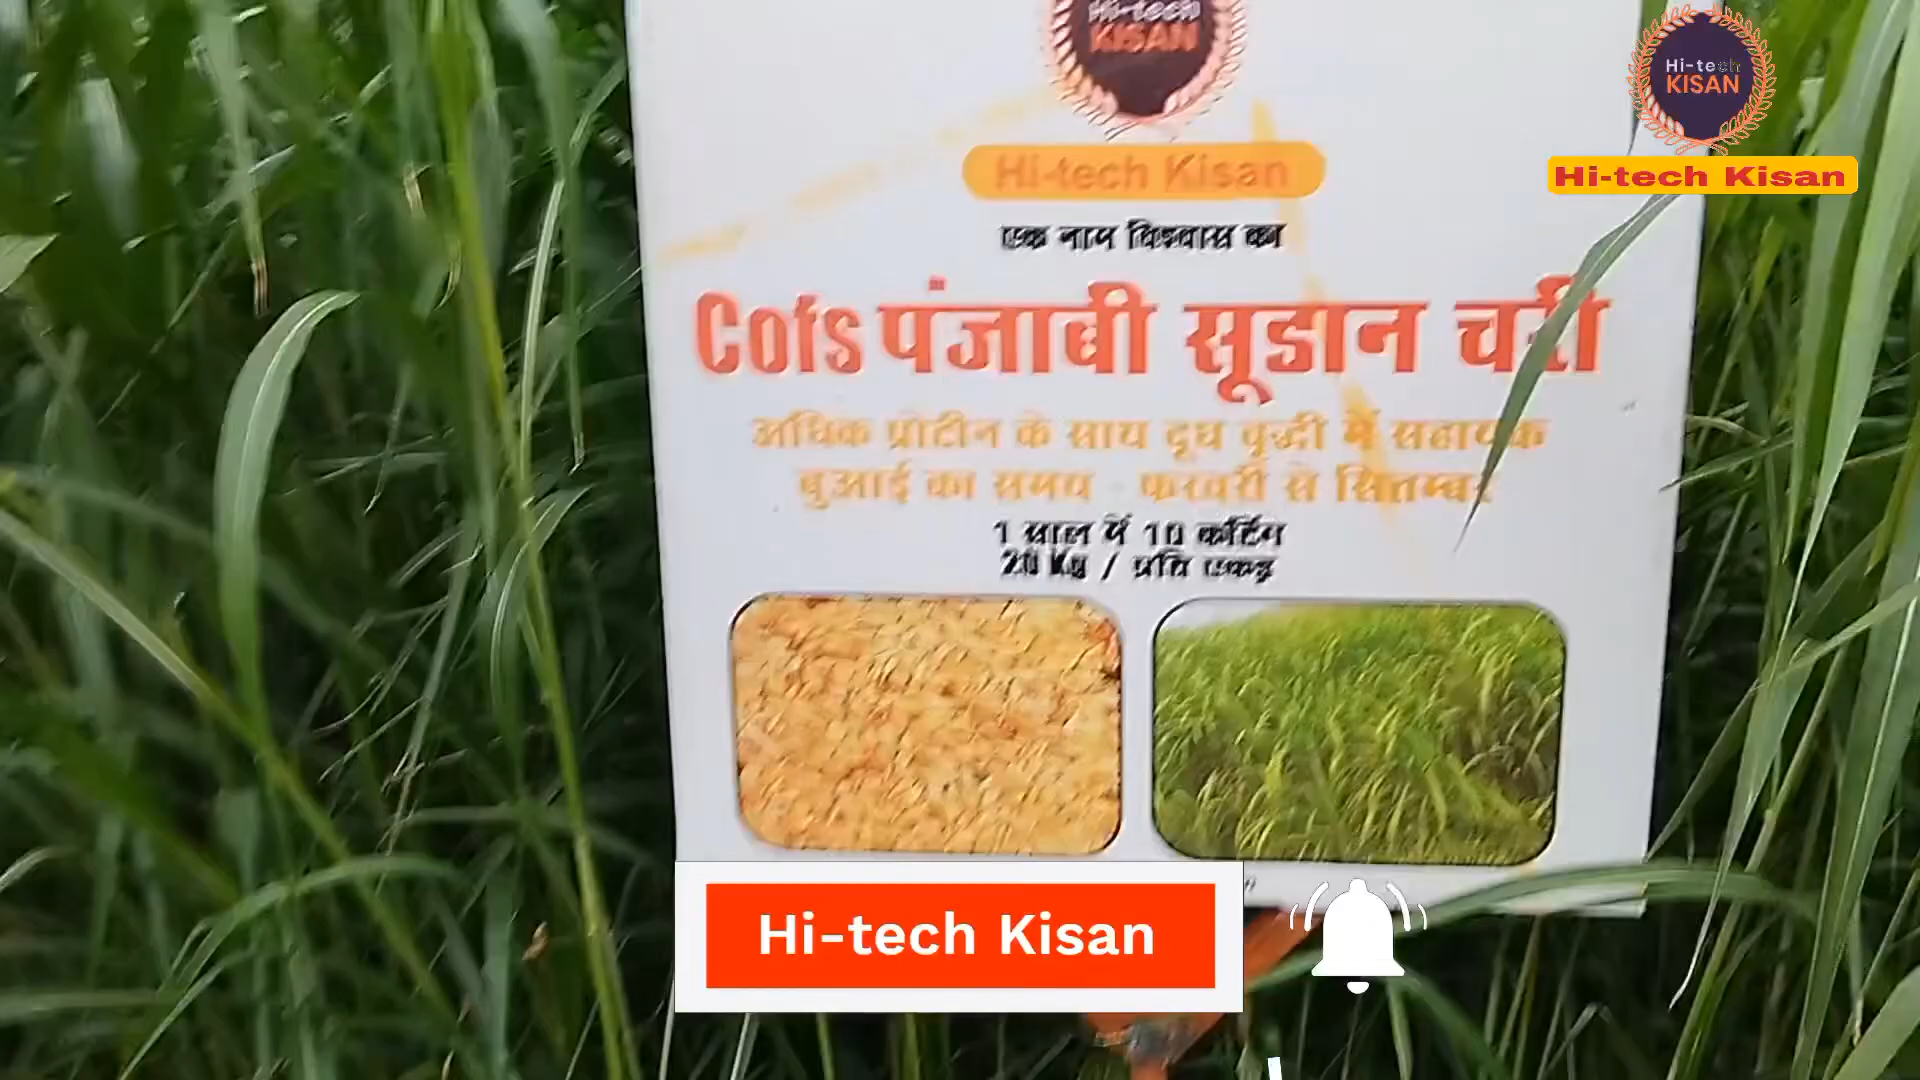 Hi-tech
KISAN
Hi-tech
KISAN
Hi-tech Kisan
Hi-tech Kisan
एक नाम विश्वास का
Cofs पंजाबी सूडान चरी
अधिक प्रोटीन के साथ दूध वृद्धी में सहायक
बुआई का समय - फरवरी से सितम्बर
1 साल में 10 कटिंग
20 Kg / प्रति एकड़
Hi-tech Kisan